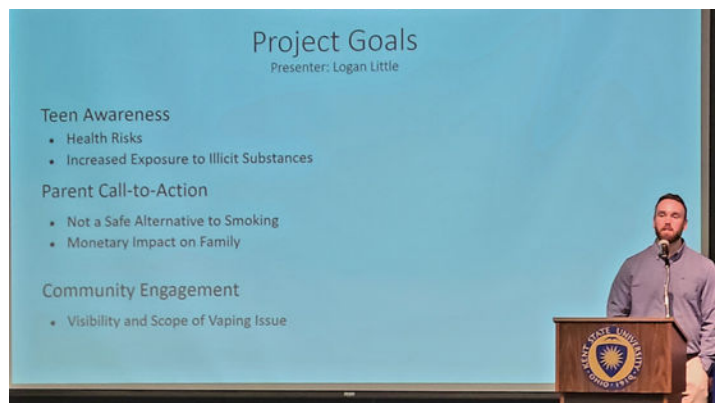 Project Goals
Presenter: Logan Little
Teen Awareness
• Health Risks
• Increased Exposure to Illicit Substances
Parent Call-to-Action
• Not a Safe Alternative to Smoking
• Monetary Impact on Family
Community Engagement
• Visibility and Scope of Vaping Issue
KENT STATE UNIVERSITY
OHIO • 1910